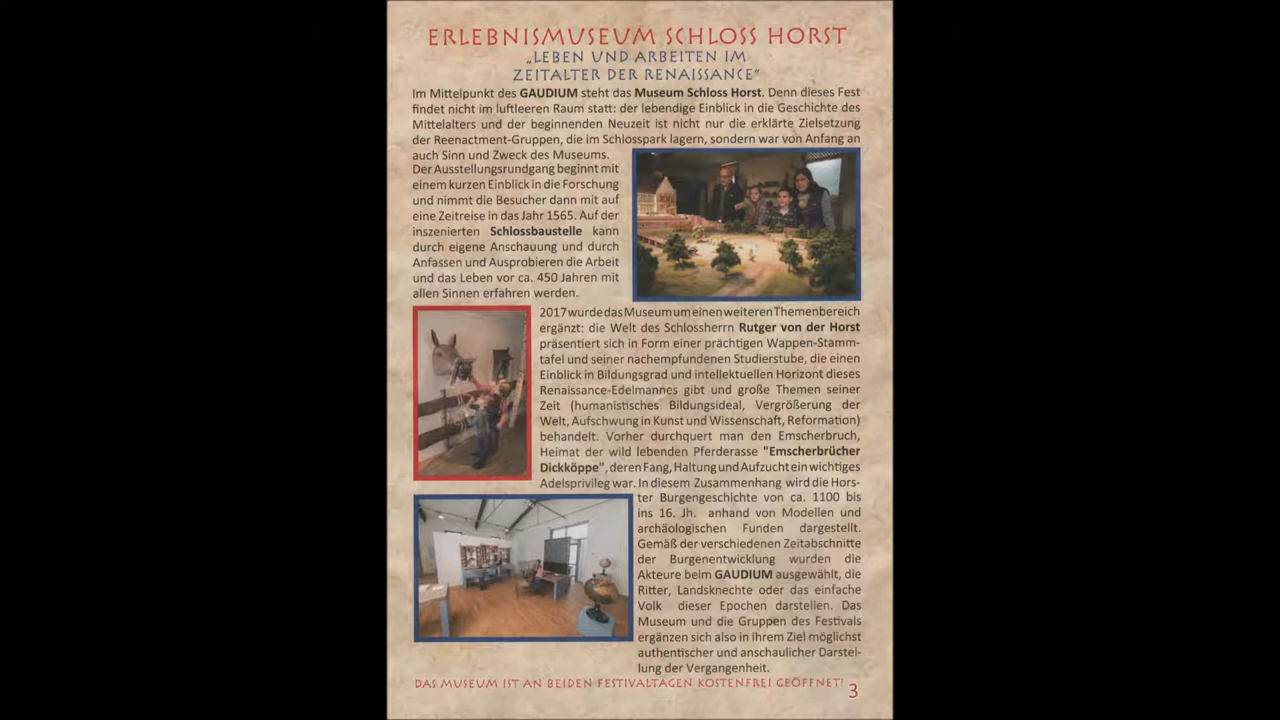 ERLEBNISMUSEUM SCHLOSS HORST
„LEBEN UND ARBEITEN IM
ZEITALTER DER RENAISSANCE“
Im Mittelpunkt des GAUDIUM steht das Museum Schloss Horst. Denn dieses Fest
findet nicht im luftleeren Raum statt: der lebendige Einblick in die Geschichte des
Mittelalters und der beginnenden Neuzeit ist nicht nur die erklärte Zielsetzung
der Reenactment-Gruppen, die im Schlosspark lagern, sondern war von Anfang an
auch Sinn und Zweck des Museums.
Der Ausstellungsrundgang beginnt mit
einem kurzen Einblick in die Forschung
und nimmt die Besucher dann mit auf
eine Zeitreise in das Jahr 1565. Auf der
inszenierten Schlossbaustelle kann
durch eigene Anschauung und durch
Anfassen und Ausprobieren die Arbeit
und das Leben vor ca. 450 Jahren mit
allen Sinnen erfahren werden.
2017 wurde das Museum um einen weiteren Themenbereich
ergänzt: die Welt des Schlossherrn Rutger von der Horst
präsentiert sich in Form einer prächtigen Wappen-Stamm-
tafel und seiner nachempfundenen Studierstube, die einen
Einblick in Bildungsgrad und intellektuellen Horizont dieses
Renaissance-Edelmannes gibt und große Themen seiner
Zeit (humanistisches Bildungsideal, Vergrößerung der
Welt, Aufschwung in Kunst und Wissenschaft, Reformation)
behandelt. Vorher durchquert man den Emscherbruch,
Heimat der wild lebenden Pferderasse "Emscherbrücher
Dickköppe", deren Fang, Haltung und Aufzucht ein wichtiges
Adelsprivileg war. In diesem Zusammenhang wird die Hors-
ter Burgengeschichte von ca. 1100 bis
ins 16. Jh. anhand von Modellen und
archäologischen Funden dargestellt.
Gemäß der verschiedenen Zeitabschnitte
der Burgenentwicklung wurden die
Akteure beim GAUDIUM ausgewählt, die
Ritter, Landsknechte oder das einfache
Volk dieser Epochen darstellen. Das
Museum und die Gruppen des Festivals
ergänzen sich also in ihrem Ziel möglichst
authentischer und anschaulicher Darstel-
lung der Vergangenheit.
DAS MUSEUM IST AN BEIDEN FESTIVALTAGEN KOSTENFREI GEÖFFNET!
3